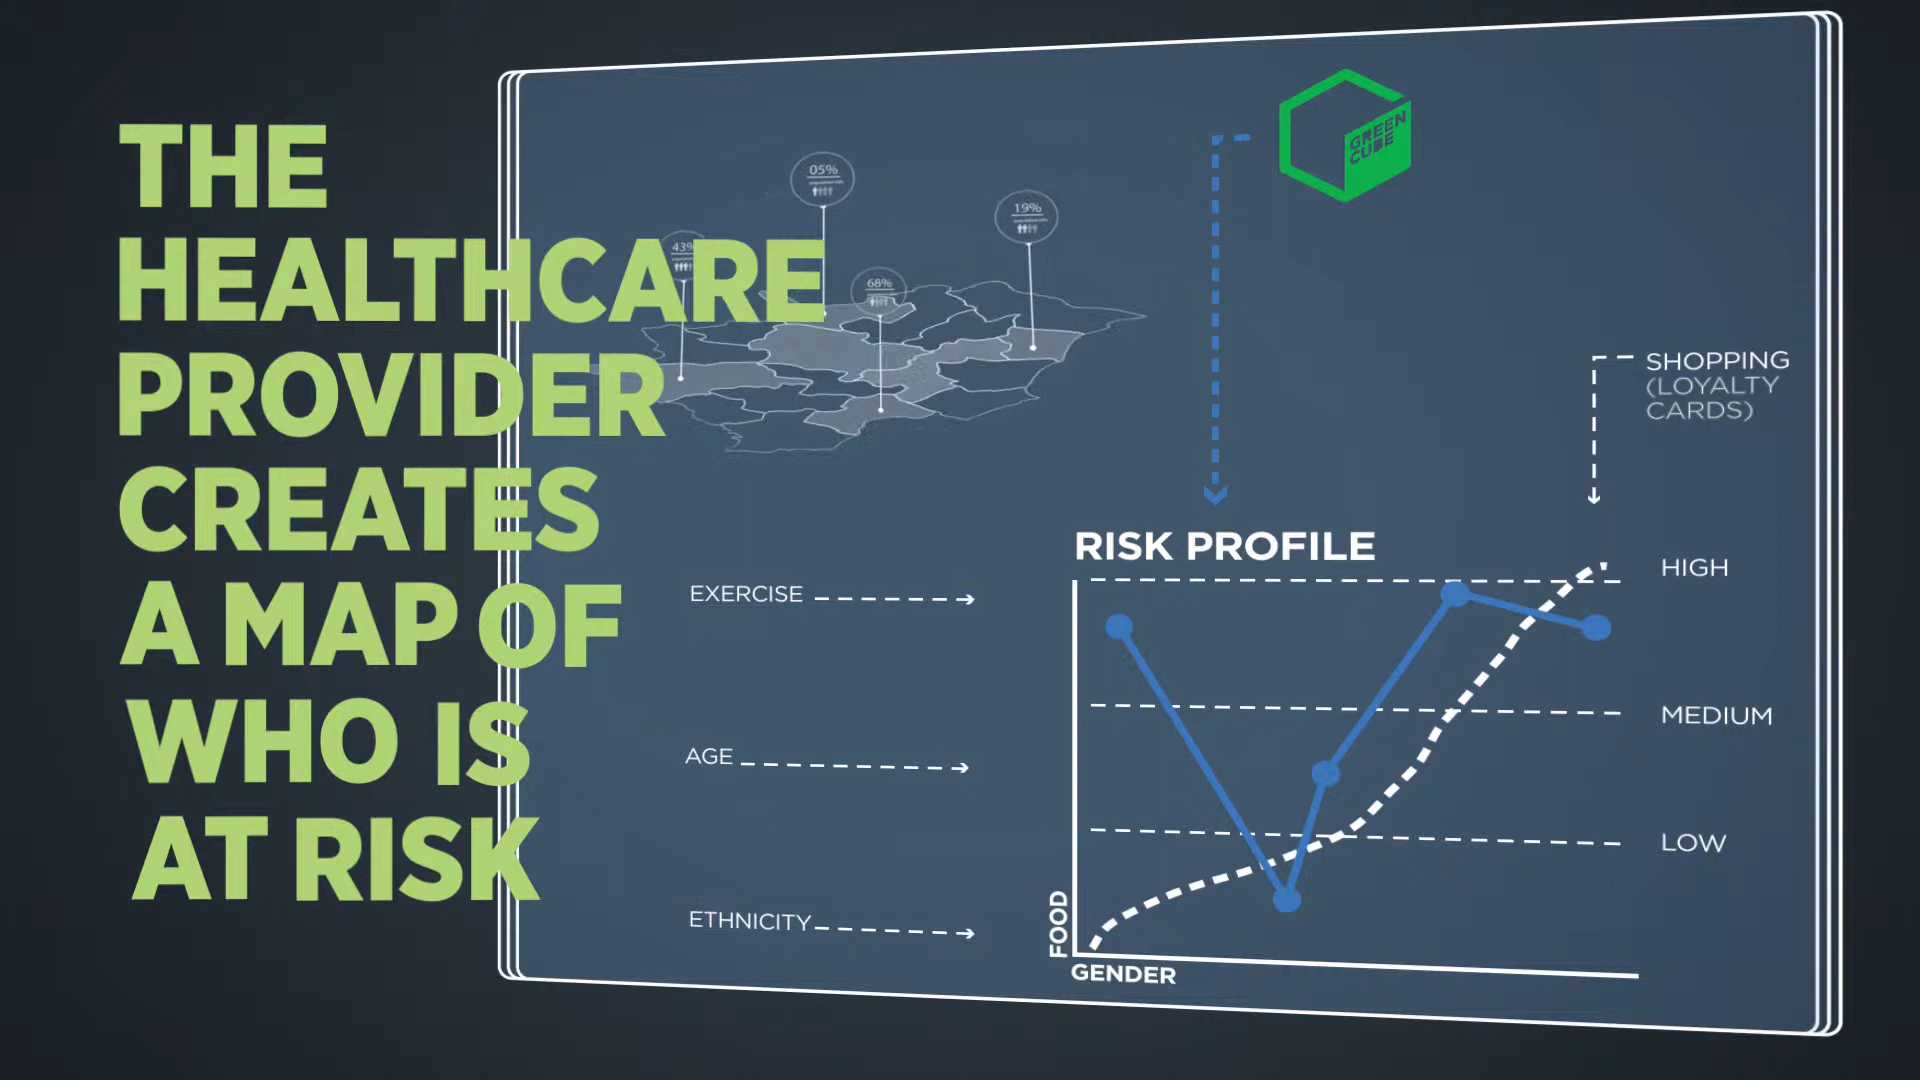 THE
HEALTHCARE
PROVIDER
CREATES
A MAP OF
WHO IS
AT RISK
05%
19%
43%
68%
GREEN
CUBE
SHOPPING
(LOYALTY
CARDS)
RISK PROFILE
EXERCISE
HIGH
MEDIUM
AGE
LOW
ETHNICITY
FOOD
GENDER